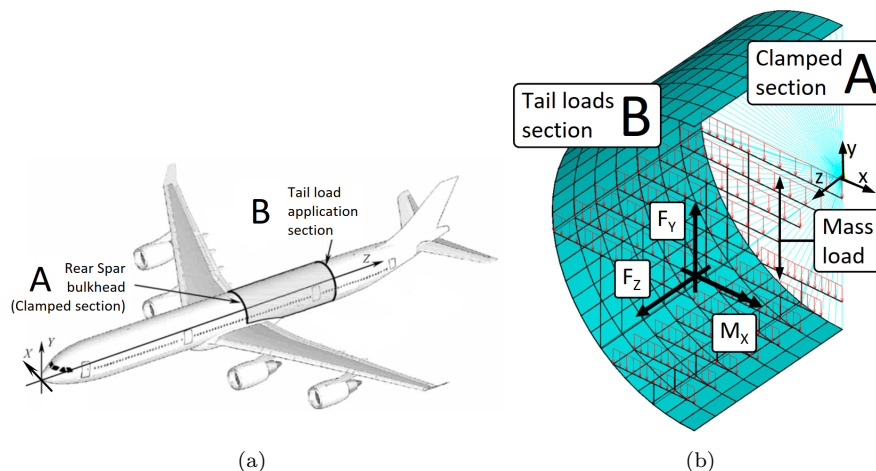 B
Tail load
application
section
A
Rear Spar
bulkhead
(Clamped section)
Z
X
Y
(a)
Clamped
section
A
Tail loads
section
B
y
z
x
F_Y
Mass
load
F_Z
M_X
(b)